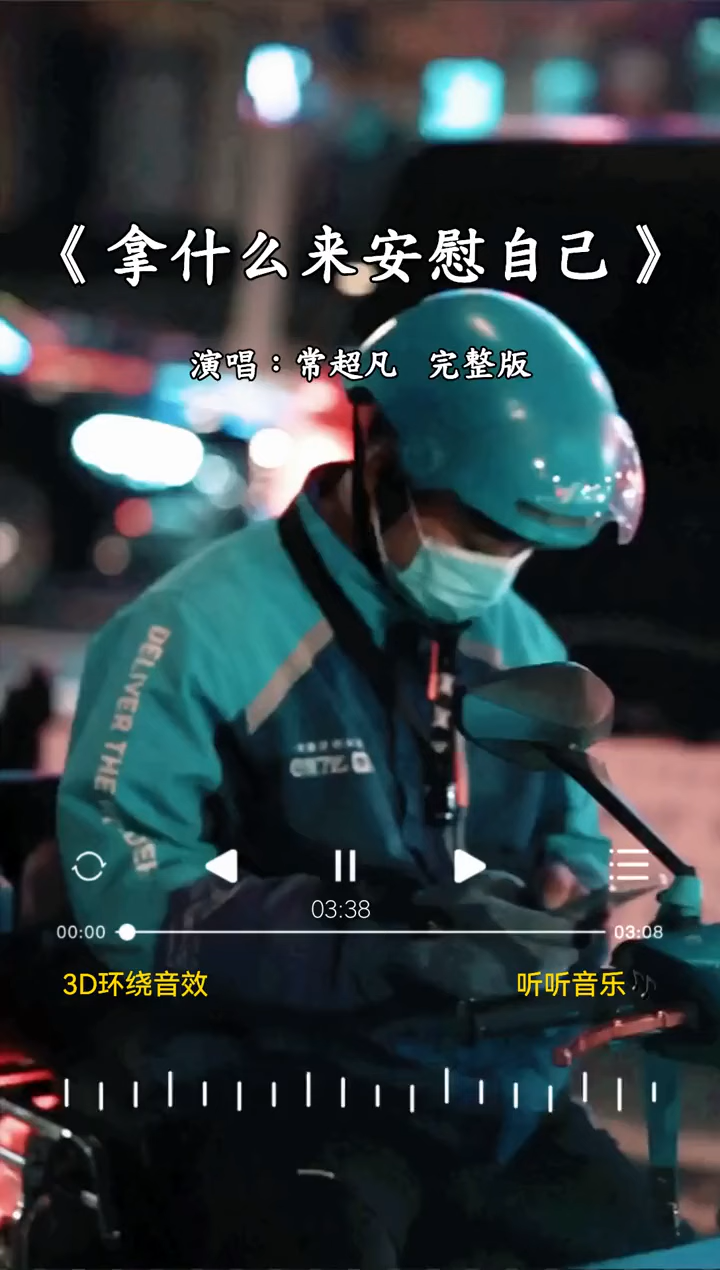 《拿什么来安慰自己》
演唱：常超凡 完整版
DELIVER THE
03:38
00:00
03:08
3D环绕音效
听听音乐🎶